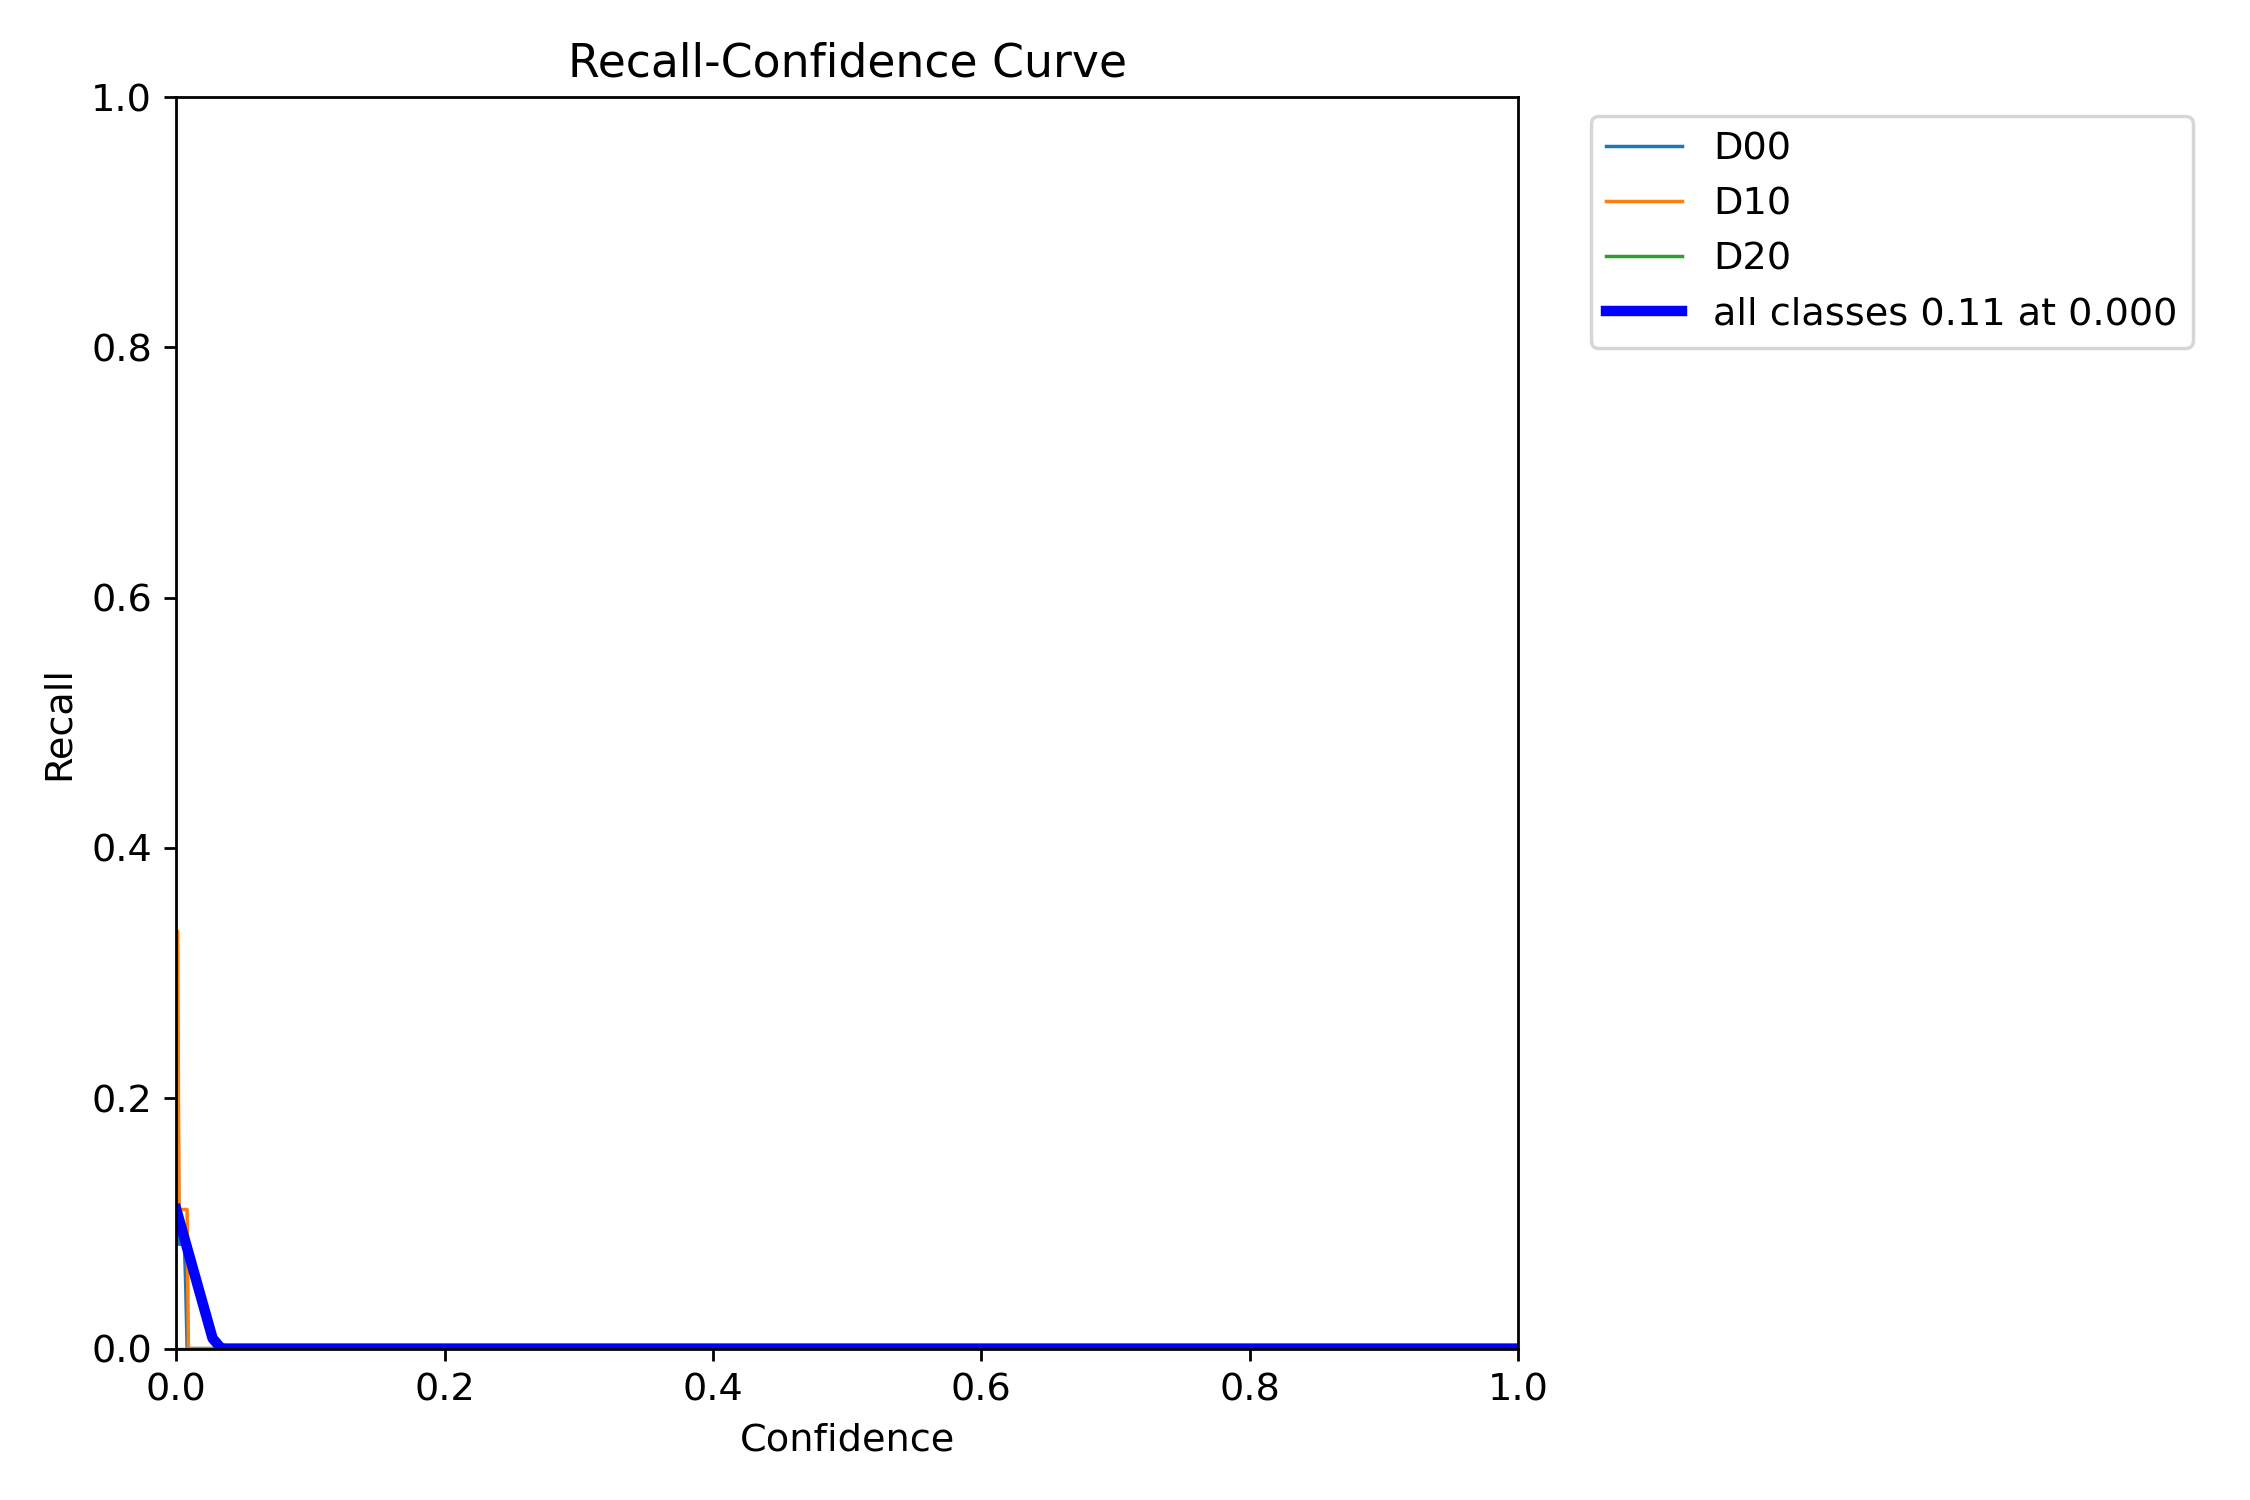 Recall-Confidence Curve
1.0
0.8
0.6
0.4
0.2
0.0
Recall
0.0 0.2 0.4 0.6 0.8 1.0
Confidence
D00
D10
D20
all classes 0.11 at 0.000